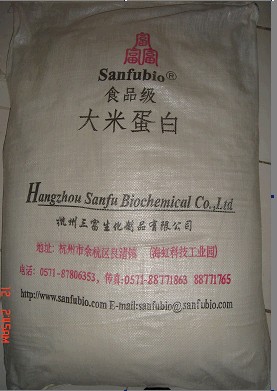 富
富富
Sanfubio®
食品级
大米蛋白
Hangzhou Sanfu Biochemical Co.,Ltd
杭州三富生化制品有限公司
地址: 杭州市余杭区良渚镇 (海虹科技工业园)
电话: 0571-87806353, 传真:0571-88771863 88771765
http://www.sanfubio.com E-mail:sanfubio@sanfubio.com